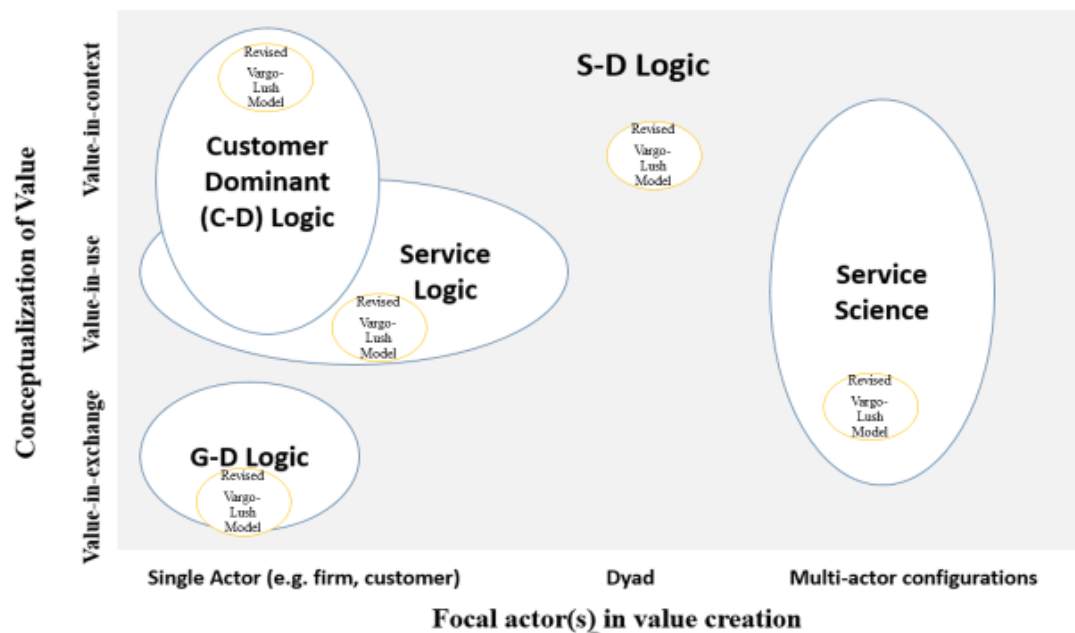 Conceptualization of Value
Value-in-context
Value-in-use
Value-in-exchange
Revised
Vargo-
Lush
Model
Customer
Dominant
(C-D) Logic
S-D Logic
Revised
Vargo-
Lush
Model
Service
Logic
Revised
Vargo-
Lush
Model
Service
Science
Revised
Vargo-
Lush
Model
G-D Logic
Revised
Vargo-
Lush
Model
Single Actor (e.g. firm, customer)
Dyad
Multi-actor configurations
Focal actor(s) in value creation